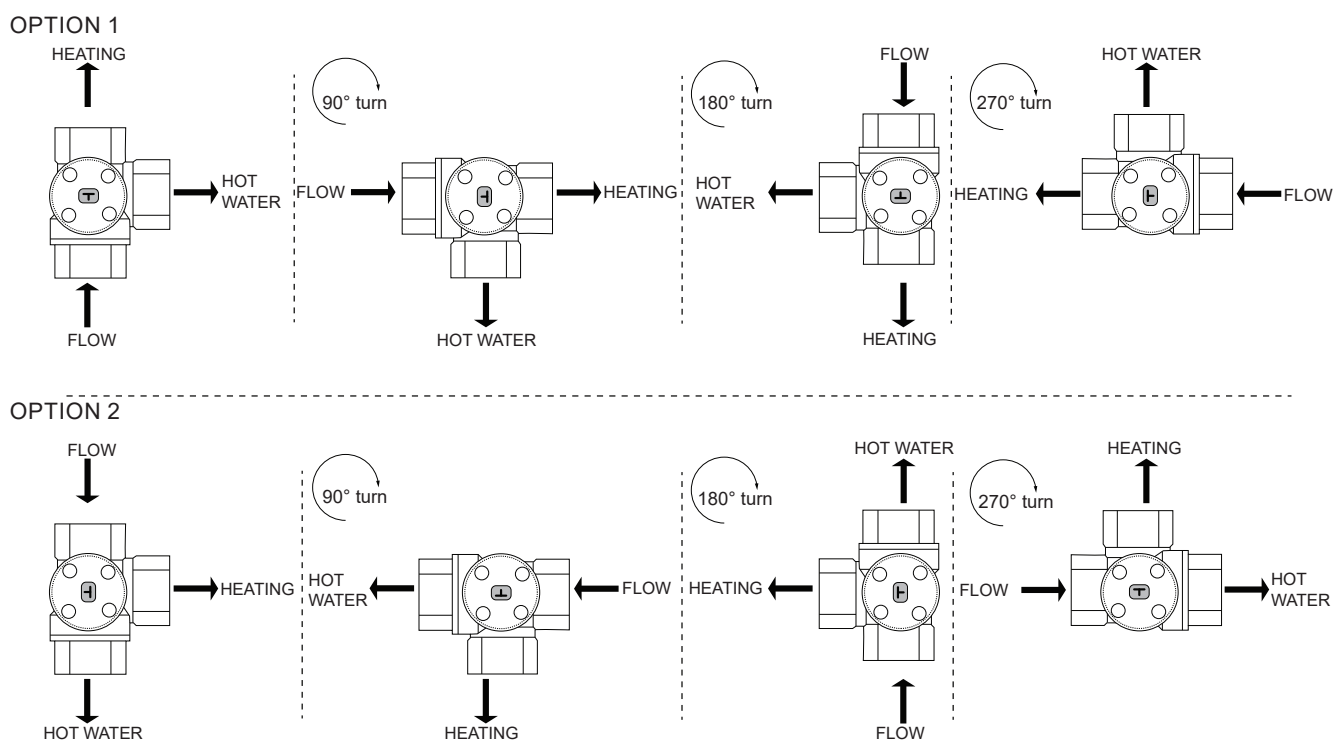 OPTION 1
HEATING
HOT
WATER
FLOW
90° turn
FLOW
HEATING
HOT WATER
180° turn
FLOW
HOT
WATER
HEATING
270° turn
HOT WATER
HEATING
FLOW
OPTION 2
FLOW
HEATING
HOT WATER
90° turn
HOT
WATER
FLOW
HEATING
180° turn
HOT WATER
HEATING
FLOW
270° turn
HEATING
FLOW
HOT
WATER